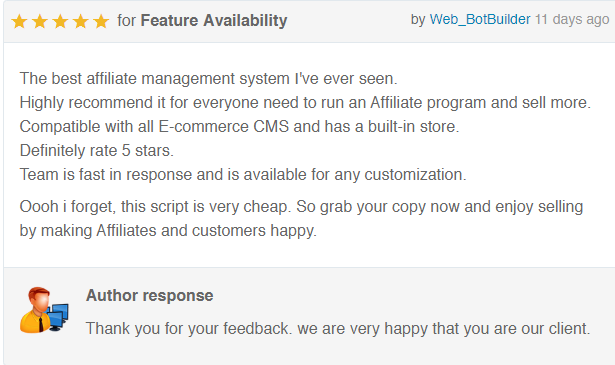 for Feature Availability by Web_BotBuilder 11 days ago
The best affiliate management system I've ever seen.
Highly recommend it for everyone need to run an Affiliate program and sell more.
Compatible with all E-commerce CMS and has a built-in store.
Definitely rate 5 stars.
Team is fast in response and is available for any customization.
Oooh i forget, this script is very cheap. So grab your copy now and enjoy selling
by making Affiliates and customers happy.
Author response
Thank you for your feedback. we are very happy that you are our client.